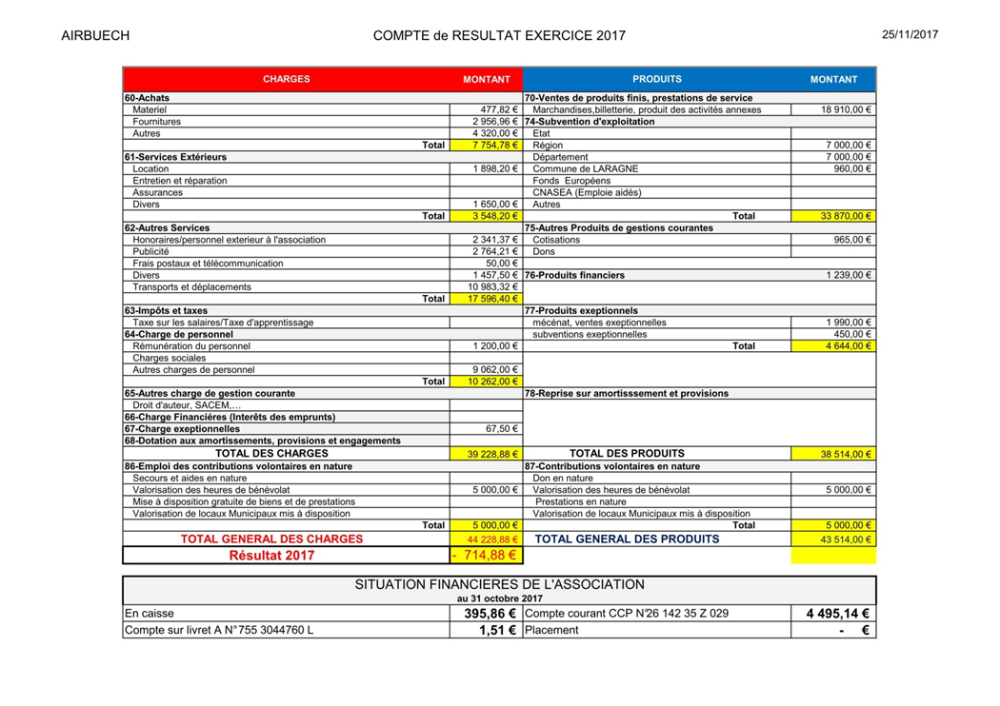 AIRBUECH COMPTE de RESULTAT EXERCICE 2017 25/11/2017
CHARGES MONTANT PRODUITS MONTANT
60-Achats 70-Ventes de produits finis, prestations de service
Materiel 477,82 € Marchandises,billetterie, produit des activités annexes 18 910,00 €
Fournitures 2 956,96 € 74-Subvention d'exploitation
Autres 4 320,00 € Etat
Total 7 754,78 € Région 7 000,00 €
61-Services Extérieurs Département 7 000,00 €
Location 1 898,20 € Commune de LARAGNE 960,00 €
Entretien et réparation Fonds Européens
Assurances CNASEA (Emploie aidés)
Divers 1 650,00 € Autres
Total 3 548,20 € Total 33 870,00 €
62-Autres Services 75-Autres Produits de gestions courantes
Honoraires/personnel exterieur à l'association 2 341,37 € Cotisations 965,00 €
Publicité 2 764,21 € Dons
Frais postaux et télécommunication 50,00 €
Divers 1 457,50 € 76-Produits financiers 1 239,00 €
Transports et déplacements 10 983,32 €
Total 17 596,40 €
63-Impôts et taxes 77-Produits exeptionnels
Taxe sur les salaires/Taxe d'apprentissage mécénat, ventes exeptionnelles 1 990,00 €
64-Charge de personnel subventions exeptionnelles 450,00 €
Rémunération du personnel 1 200,00 € Total 4 644,00 €
Charges sociales
Autres charges de personnel 9 062,00 €
Total 10 262,00 €
65-Autres charge de gestion courante 78-Reprise sur amortisssement et provisions
Droit d'auteur, SACEM,…
66-Charge Financiéres (Interêts des emprunts)
67-Charge exeptionnelles 67,50 €
68-Dotation aux amortissements, provisions et engagements
TOTAL DES CHARGES 39 228,88 € TOTAL DES PRODUITS 38 514,00 €
86-Emploi des contributions volontaires en nature 87-Contributions volontaires en nature
Secours et aides en nature Don en nature
Valorisation des heures de bénévolat 5 000,00 € Valorisation des heures de bénévolat 5 000,00 €
Mise à disposition gratuite de biens et de prestations Prestations en nature
Valorisation de locaux Municipaux mis à disposition Valorisation de locaux Municipaux mis à disposition
Total 5 000,00 € Total 5 000,00 €
TOTAL GENERAL DES CHARGES 44 228,88 € TOTAL GENERAL DES PRODUITS 43 514,00 €
Résultat 2017 - 714,88 €
SITUATION FINANCIERES DE L'ASSOCIATION
au 31 octobre 2017
En caisse 395,86 € Compte courant CCP N°26 142 35 Z 029 4 495,14 €
Compte sur livret A N°755 3044760 L 1,51 € Placement - €